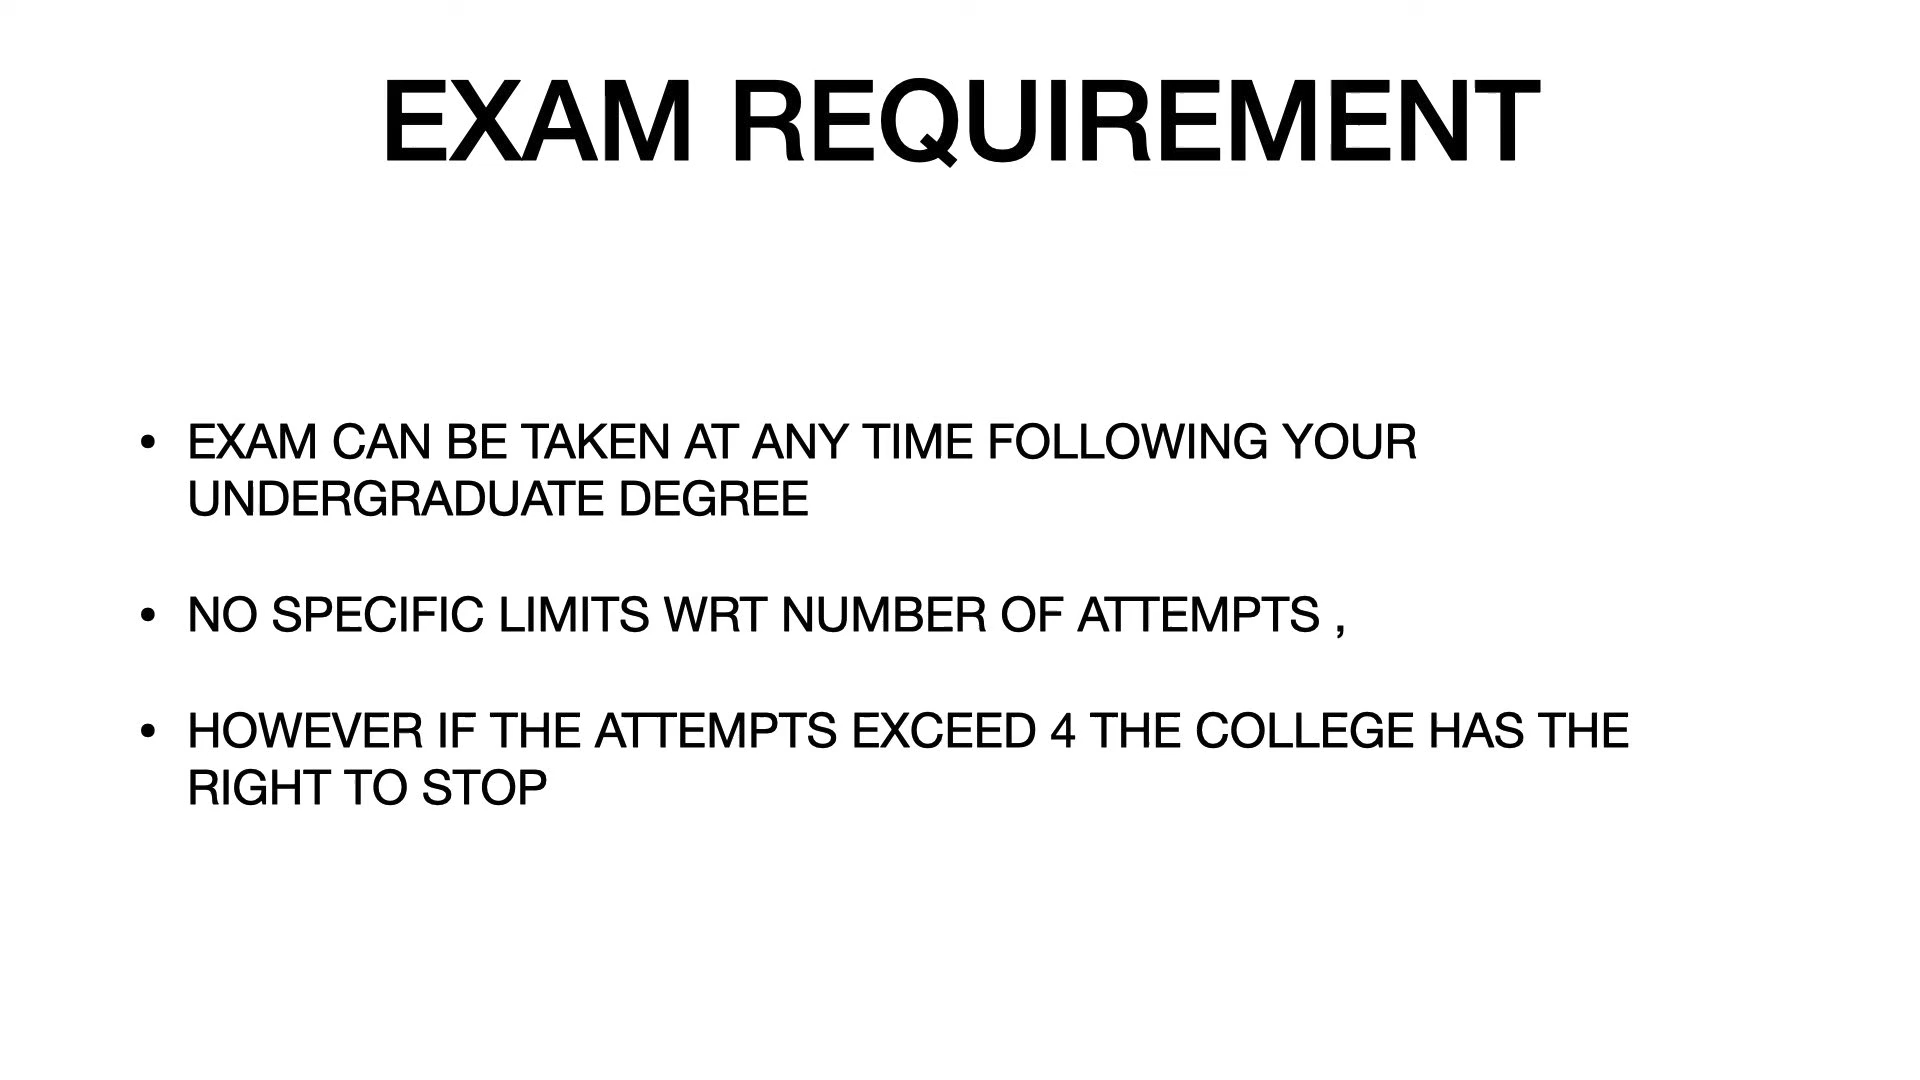 EXAM REQUIREMENT
• EXAM CAN BE TAKEN AT ANY TIME FOLLOWING YOUR
UNDERGRADUATE DEGREE
• NO SPECIFIC LIMITS WRT NUMBER OF ATTEMPTS ,
• HOWEVER IF THE ATTEMPTS EXCEED 4 THE COLLEGE HAS THE
RIGHT TO STOP